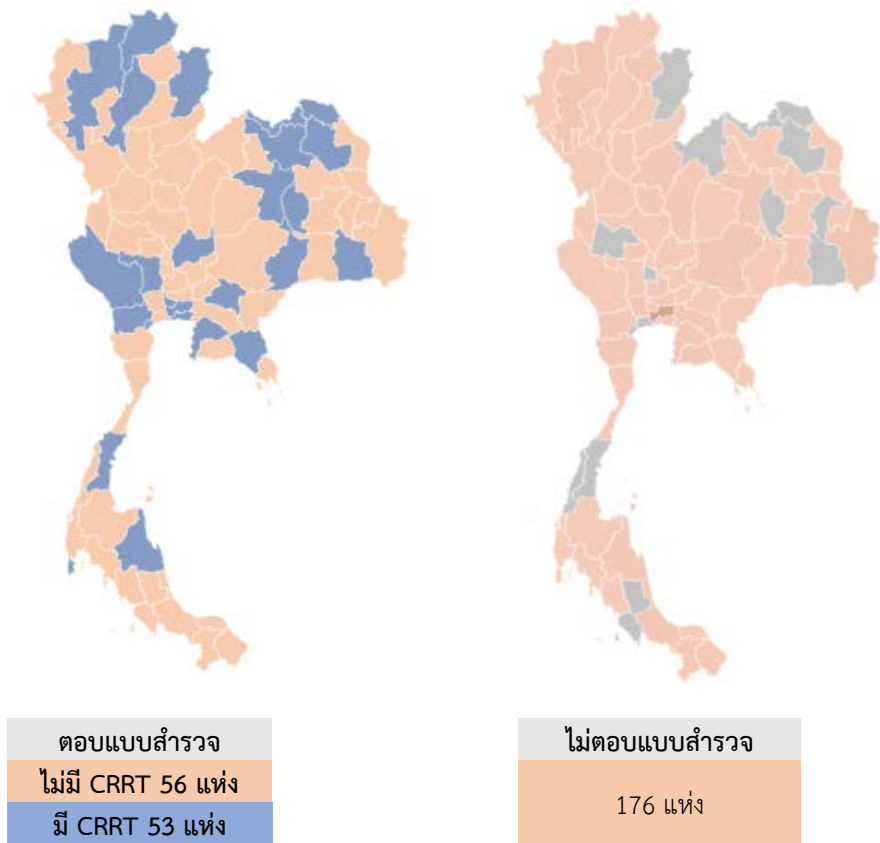 ตอบแบบสำรวจ
ไม่มี CRRT 56 แห่ง
มี CRRT 53 แห่ง
ไม่ตอบแบบสำรวจ
176 แห่ง